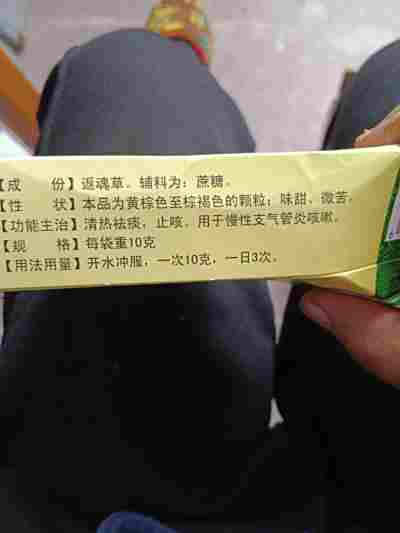 【成　份】返魂草。辅料为：蔗糖。
【性　状】本品为黄棕色至棕褐色的颗粒；味甜、微苦。
【功能主治】清热祛痰，止咳。用于慢性支气管炎咳嗽。
【规　格】每袋重10克
【用法用量】开水冲服，一次10克，一日3次。